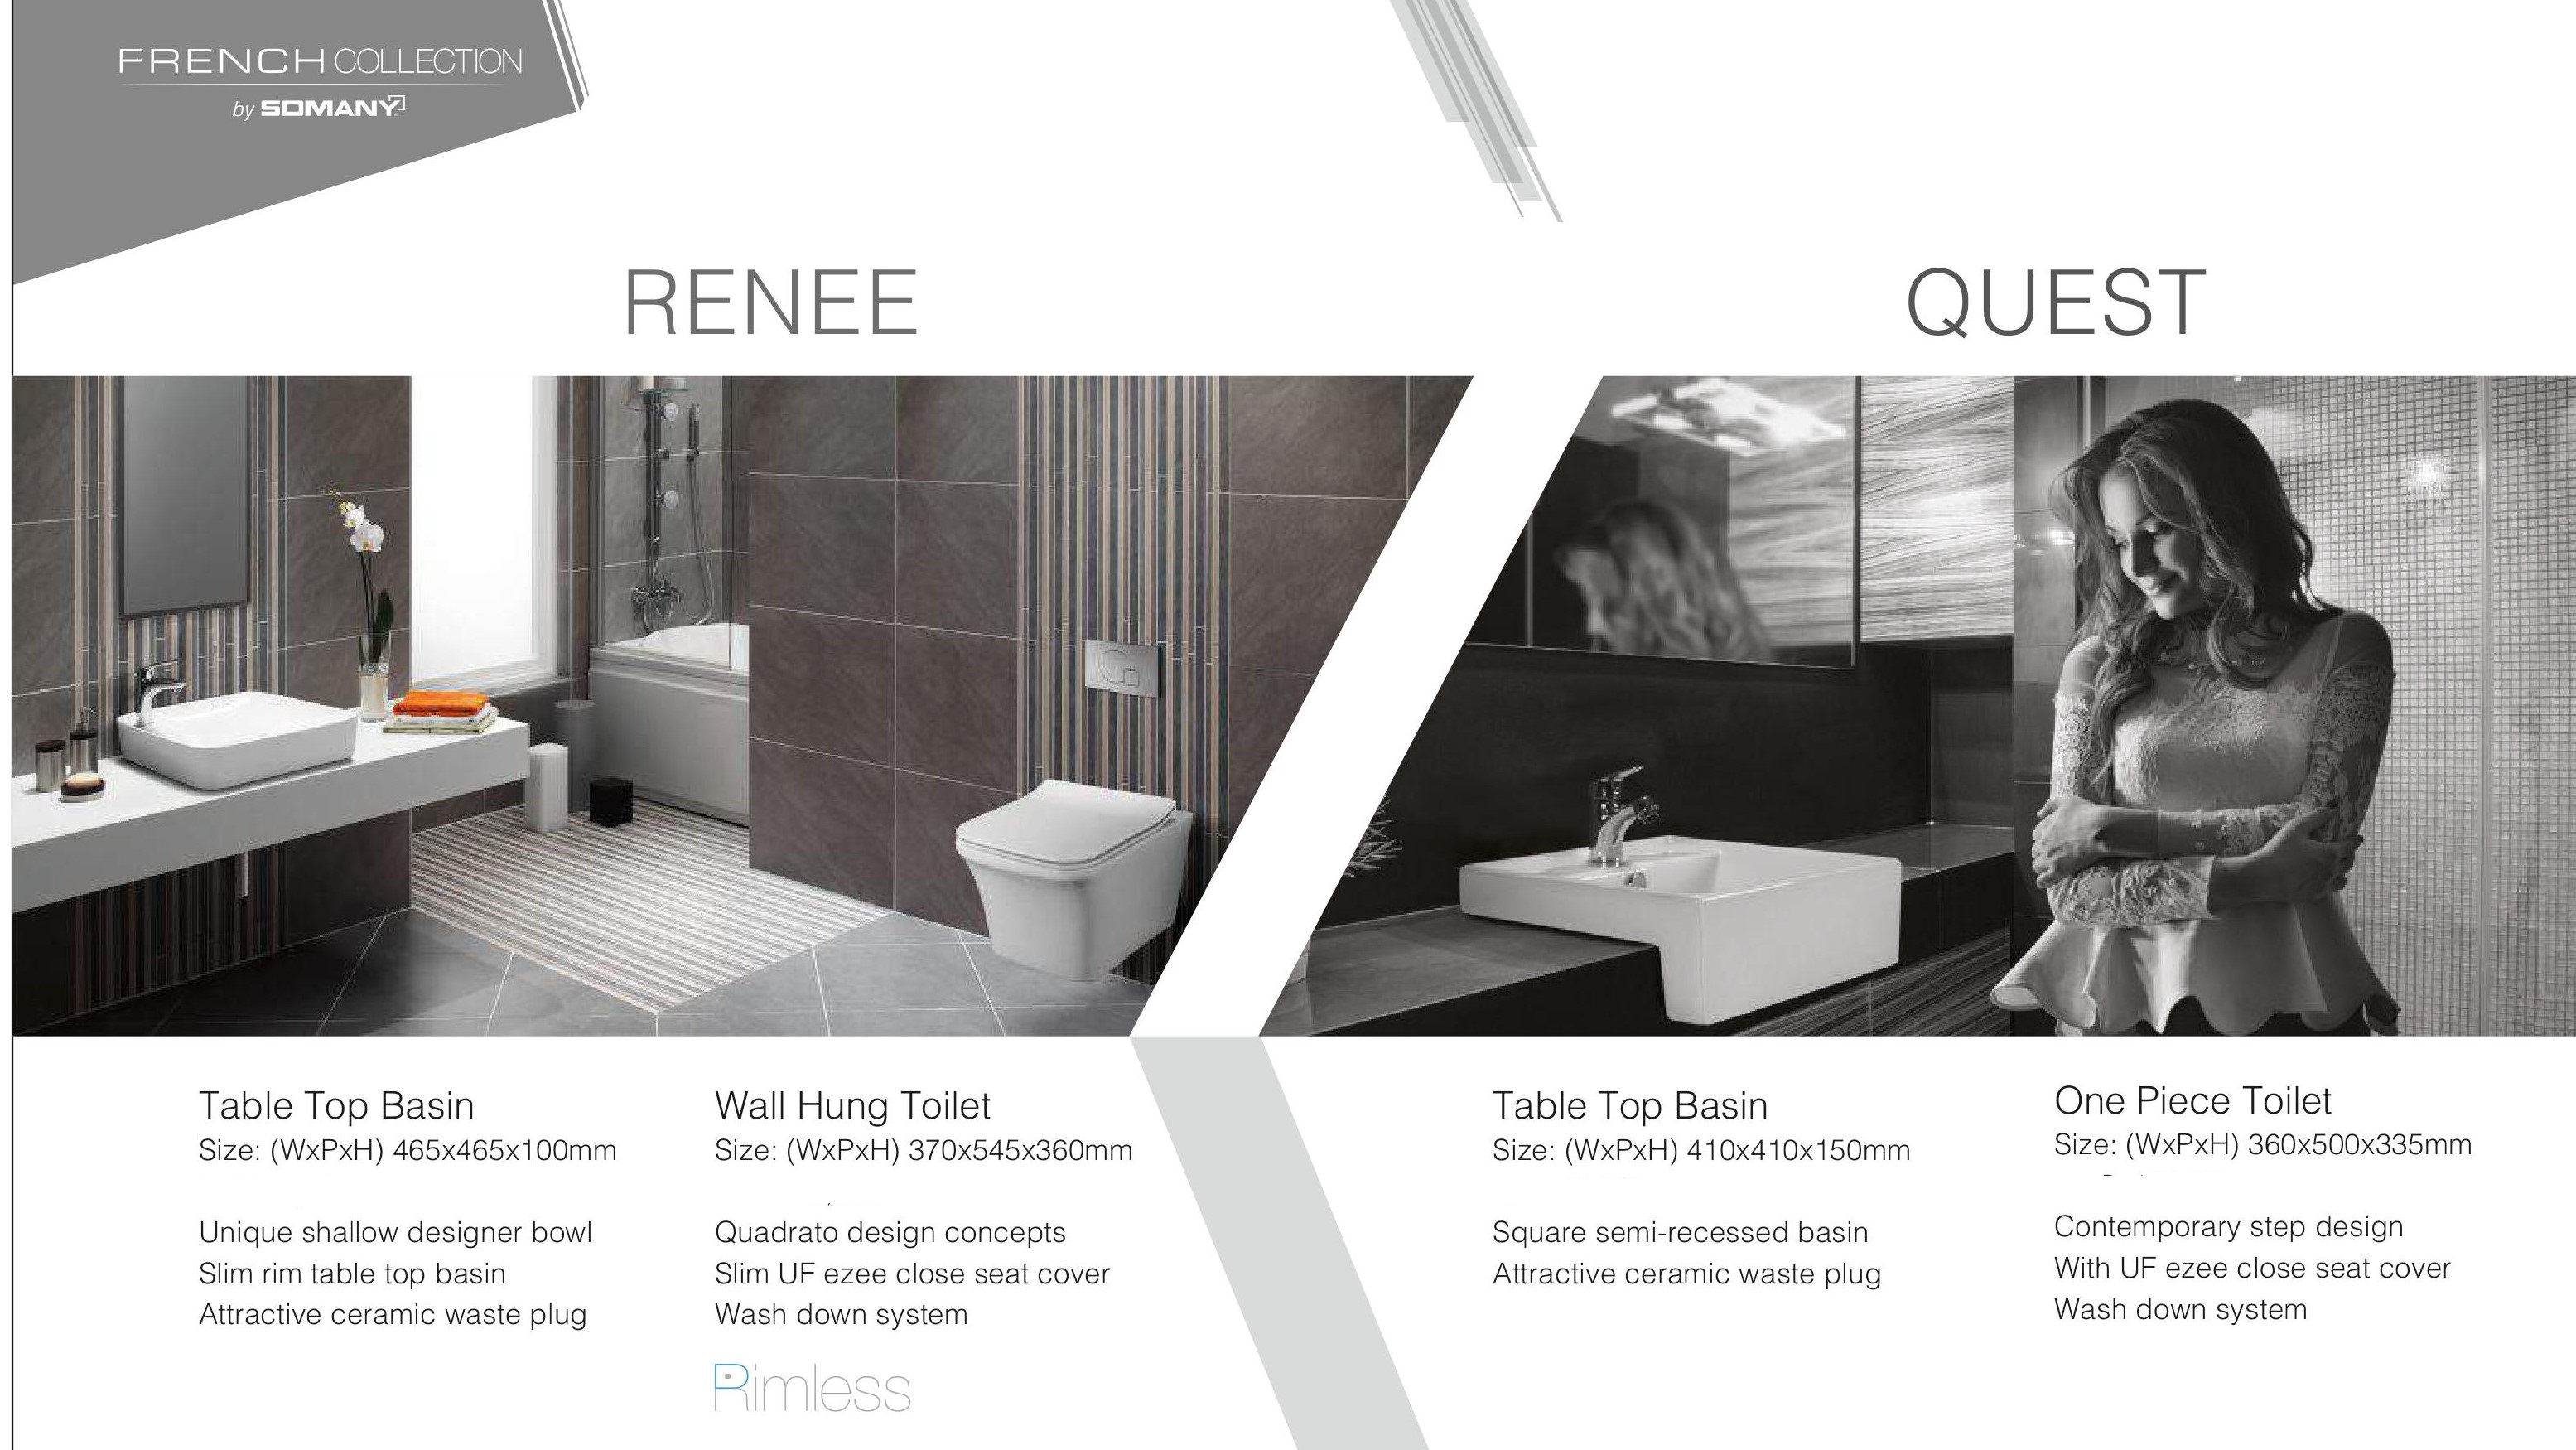 FRENCH COLLECTION
by SOMANY
RENEE
QUEST
Table Top Basin
Size: (WxPxH) 465x465x100mm
Unique shallow designer bowl
Slim rim table top basin
Attractive ceramic waste plug
Wall Hung Toilet
Size: (WxPxH) 370x545x360mm
Quadrato design concepts
Slim UF ezee close seat cover
Wash down system
Rimless
Table Top Basin
Size: (WxPxH) 410x410x150mm
Square semi-recessed basin
Attractive ceramic waste plug
One Piece Toilet
Size: (WxPxH) 360x500x335mm
Contemporary step design
With UF ezee close seat cover
Wash down system